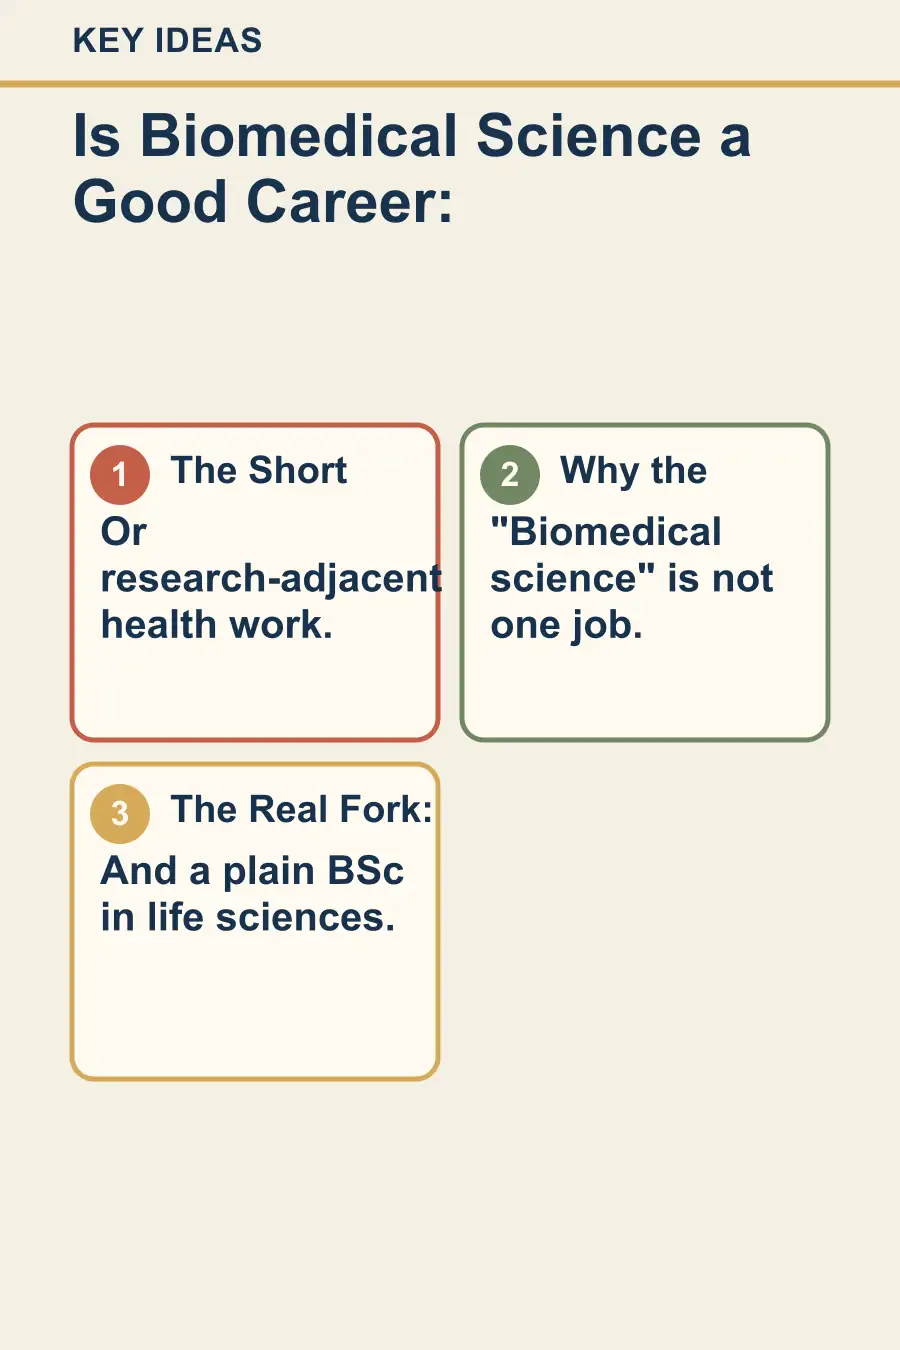 KEY IDEAS
Is Biomedical Science a
Good Career:
1 The Short
Or
research-adjacent
health work.
2 Why the
"Biomedical
science" is not
one job.
3 The Real Fork:
And a plain BSc
in life sciences.